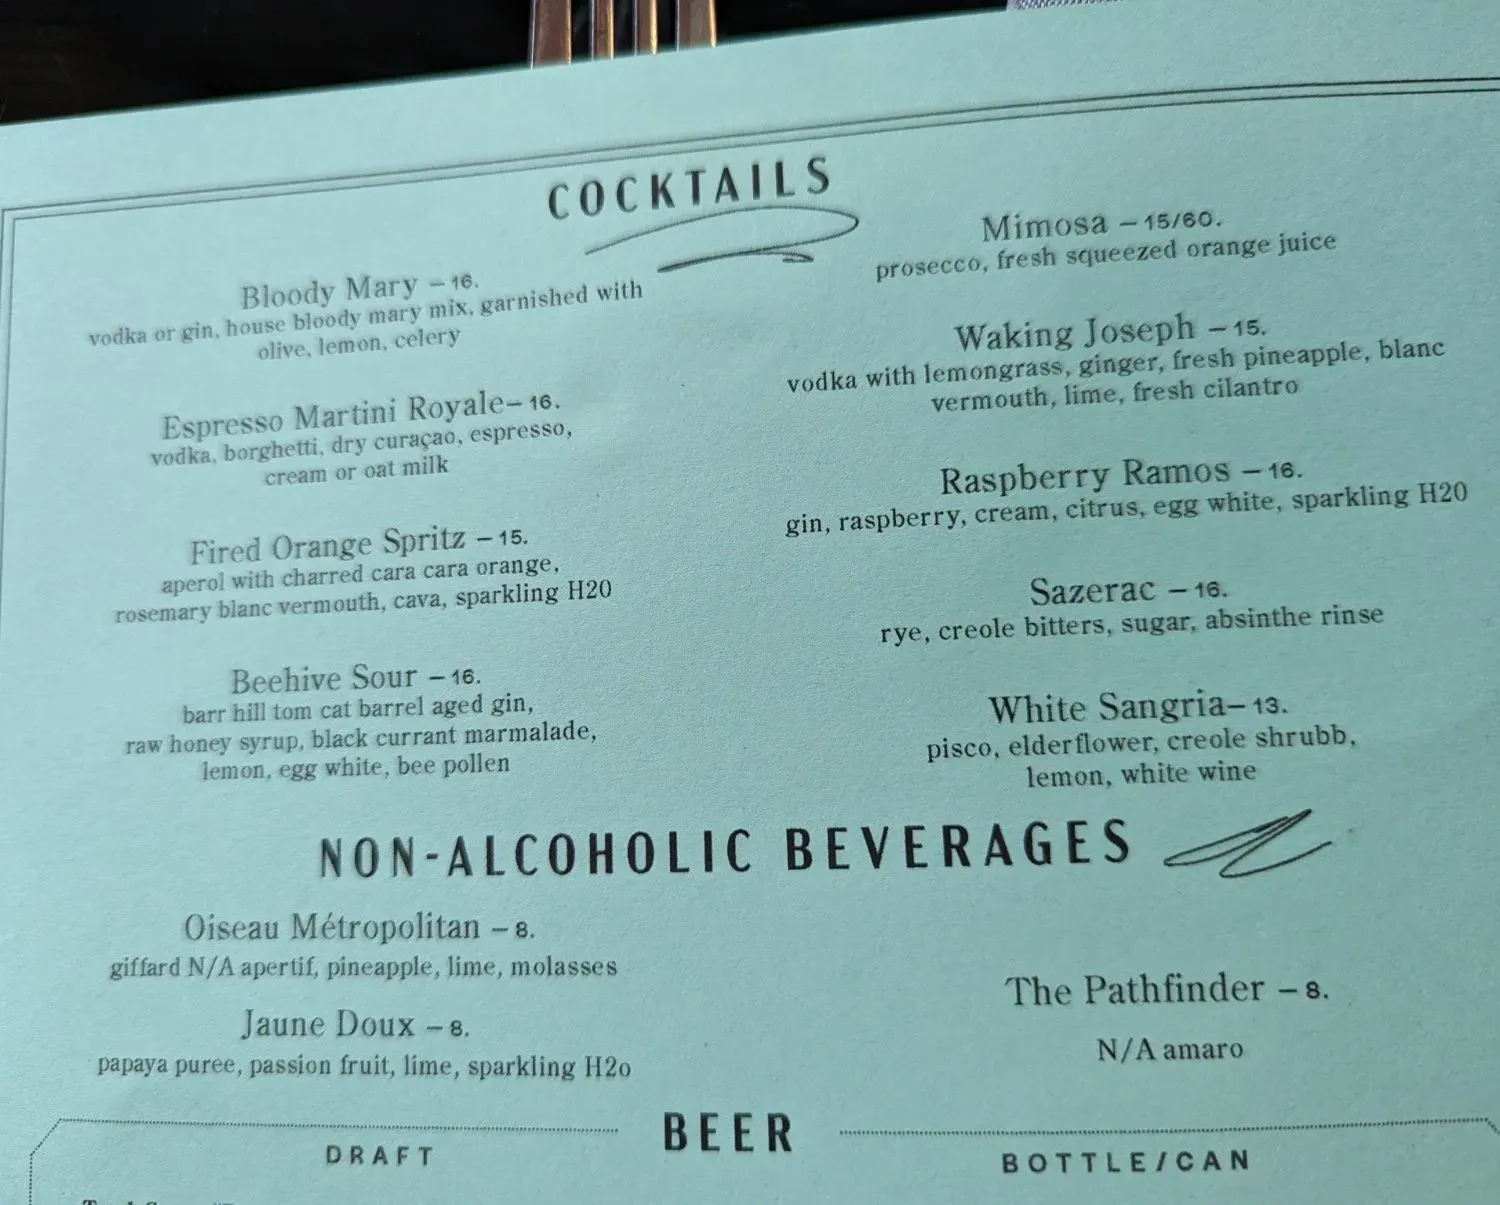 COCKTAILS
Bloody Mary – 16.
vodka or gin, house bloody mary mix, garnished with
olive, lemon, celery
Espresso Martini Royale– 16.
vodka, borghetti, dry curaçao, espresso,
cream or oat milk
Fired Orange Spritz – 15.
aperol with charred cara cara orange,
rosemary blanc vermouth, cava, sparkling H20
Beehive Sour – 16.
barr hill tom cat barrel aged gin,
raw honey syrup, black currant marmalade,
lemon, egg white, bee pollen
Mimosa – 15/60.
prosecco, fresh squeezed orange juice
Waking Joseph – 15.
vodka with lemongrass, ginger, fresh pineapple, blanc
vermouth, lime, fresh cilantro
Raspberry Ramos – 16.
gin, raspberry, cream, citrus, egg white, sparkling H20
Sazerac – 16.
rye, creole bitters, sugar, absinthe rinse
White Sangria– 13.
pisco, elderflower, creole shrubb,
lemon, white wine
NON-ALCOHOLIC BEVERAGES
Oiseau Métropolitan – 8.
giffard N/A apertif, pineapple, lime, molasses
Jaune Doux – 8.
papaya puree, passion fruit, lime, sparkling H2o
The Pathfinder – 8.
N/A amaro
BEER
DRAFT
BOTTLE/CAN